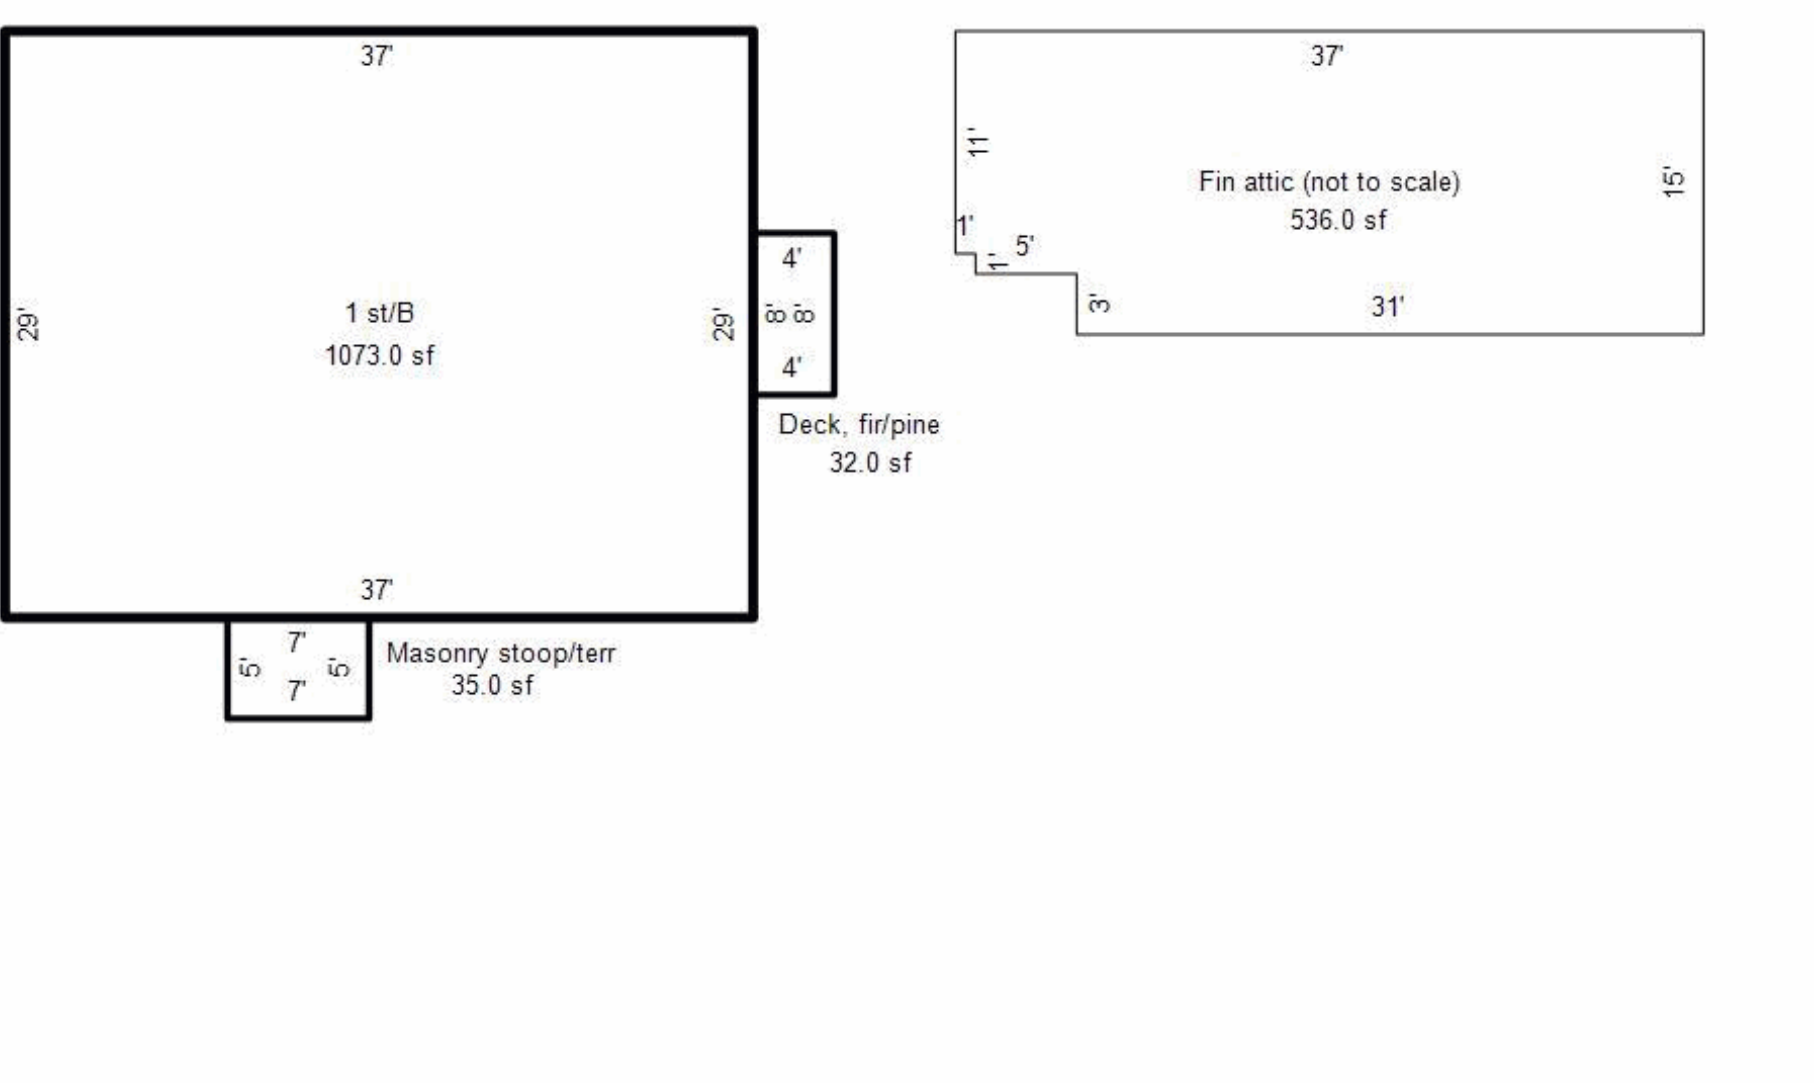 37'
29'
1 st/B
1073.0 sf
29'
37'
4'
8'
8'
4'
Deck, fir/pine
32.0 sf
7'
5'
5'
7'
Masonry stoop/terr
35.0 sf
37'
11'
Fin attic (not to scale)
536.0 sf
15'
1'
1'
5'
3'
31'